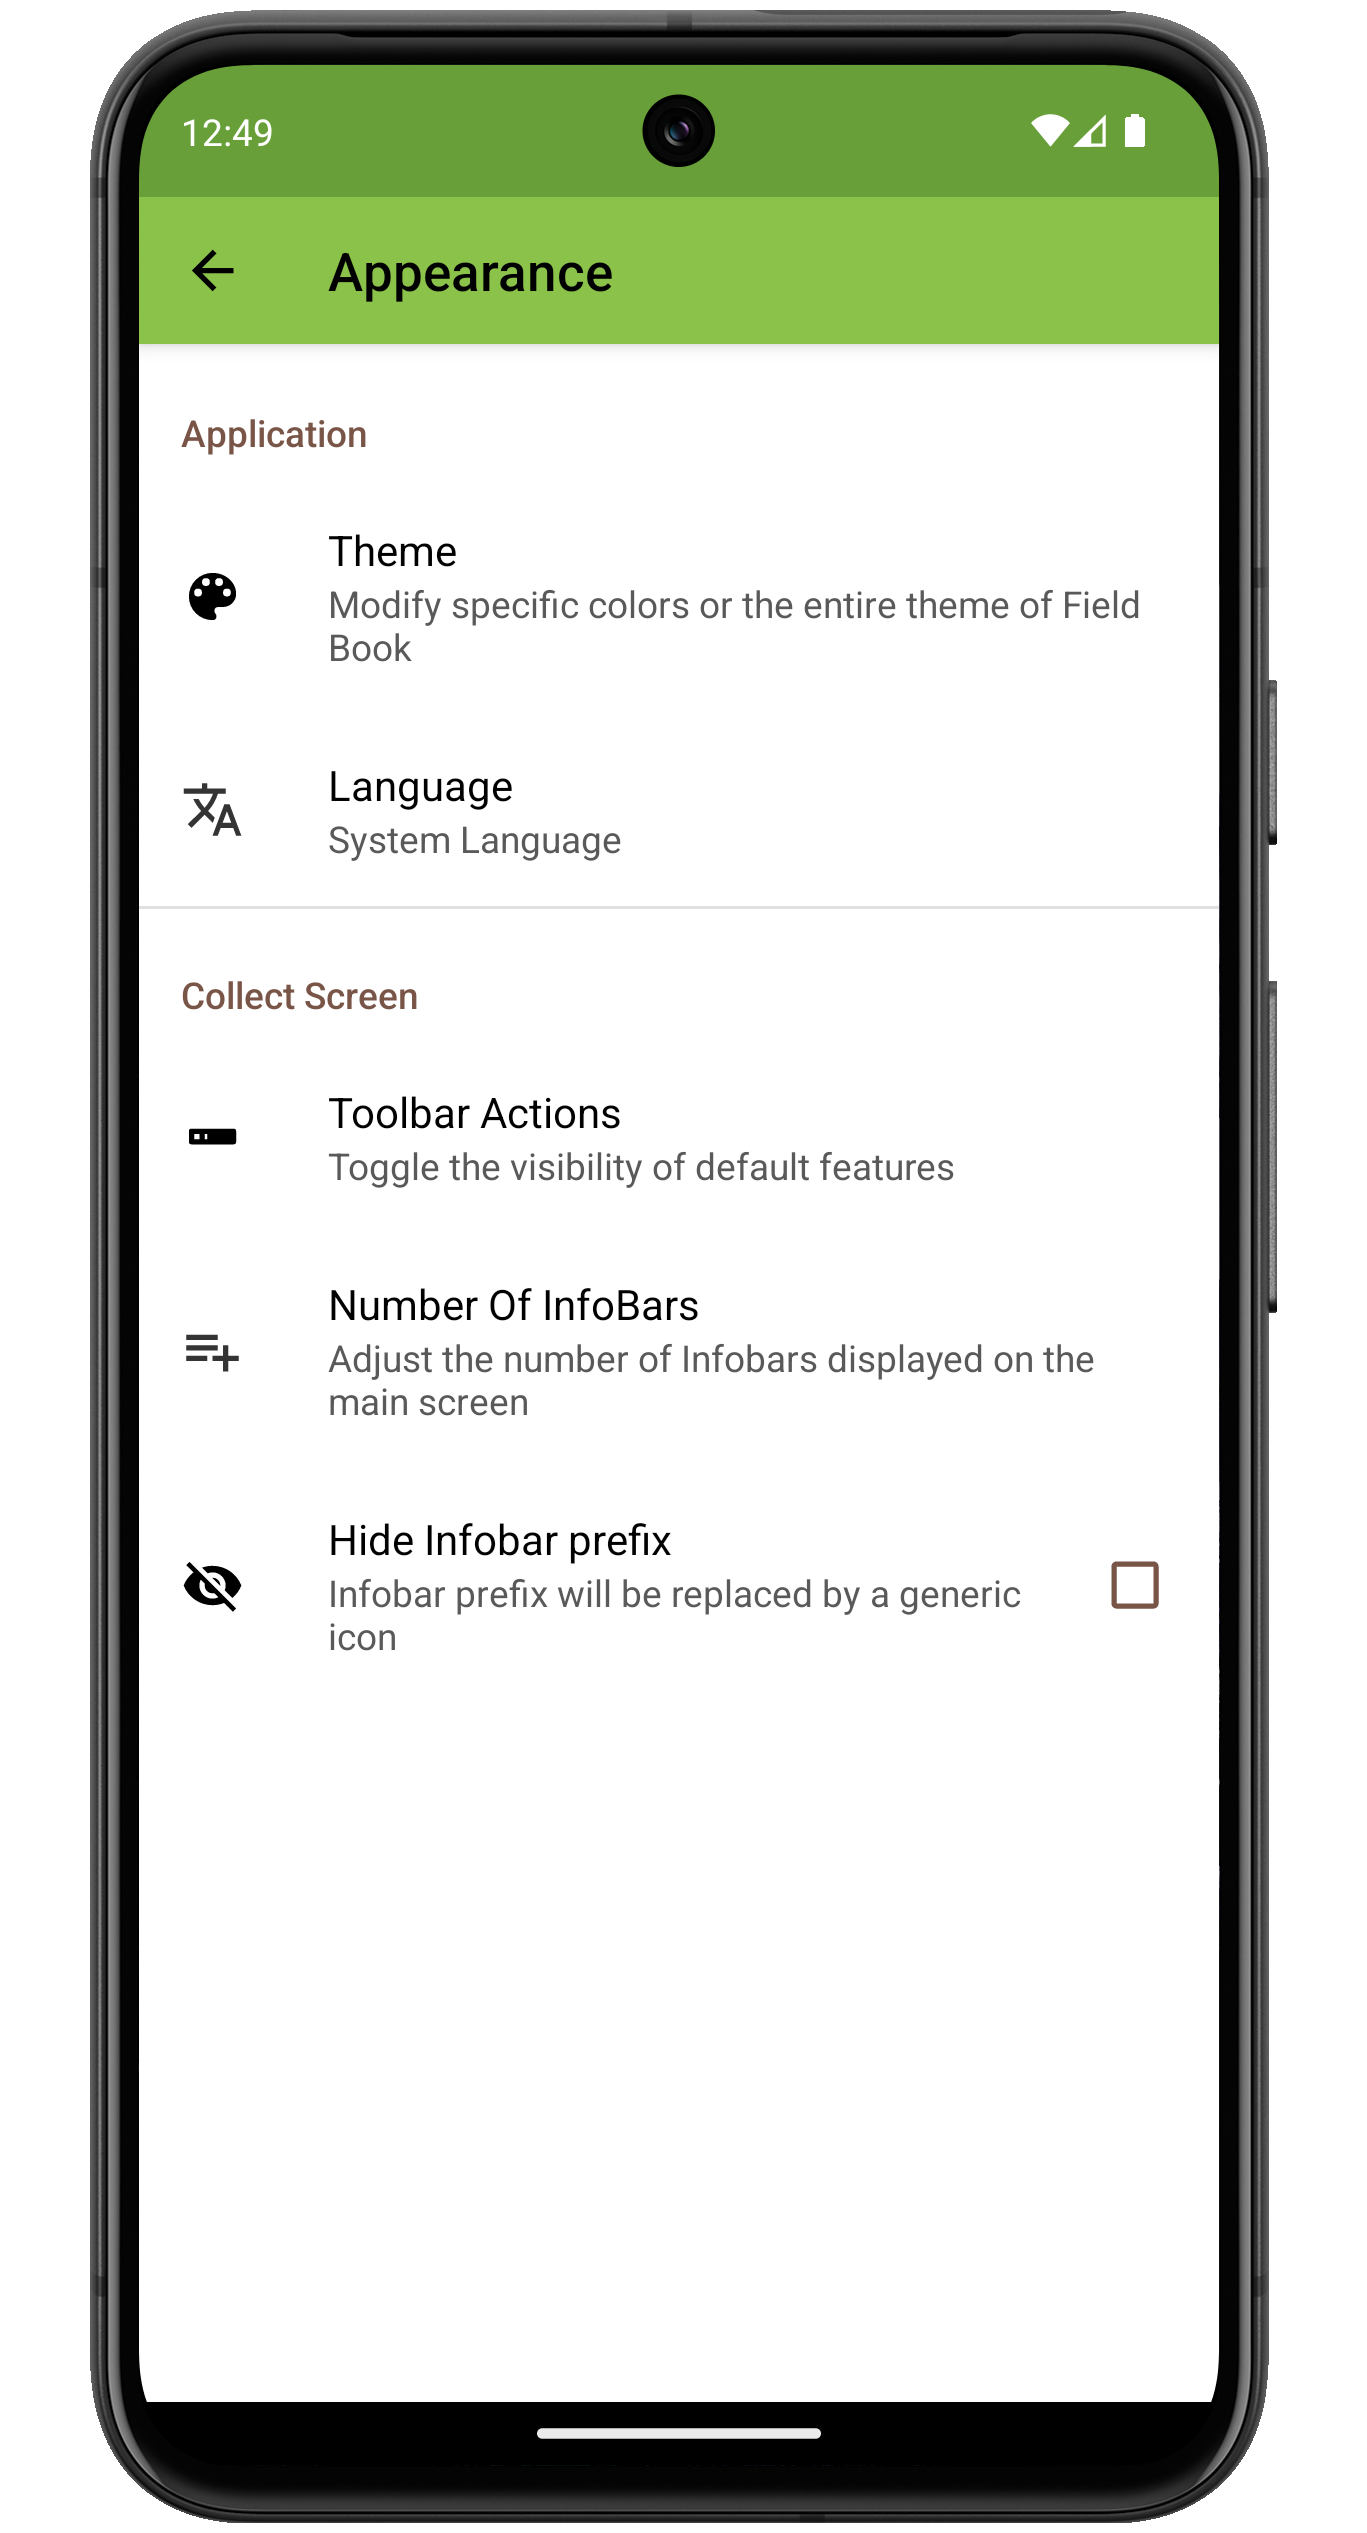 12:49
Appearance
Application
Theme
Modify specific colors or the entire theme of Field
Book
Language
System Language
Collect Screen
Toolbar Actions
Toggle the visibility of default features
Number Of InfoBars
Adjust the number of Infobars displayed on the
main screen
Hide Infobar prefix
Infobar prefix will be replaced by a generic
icon